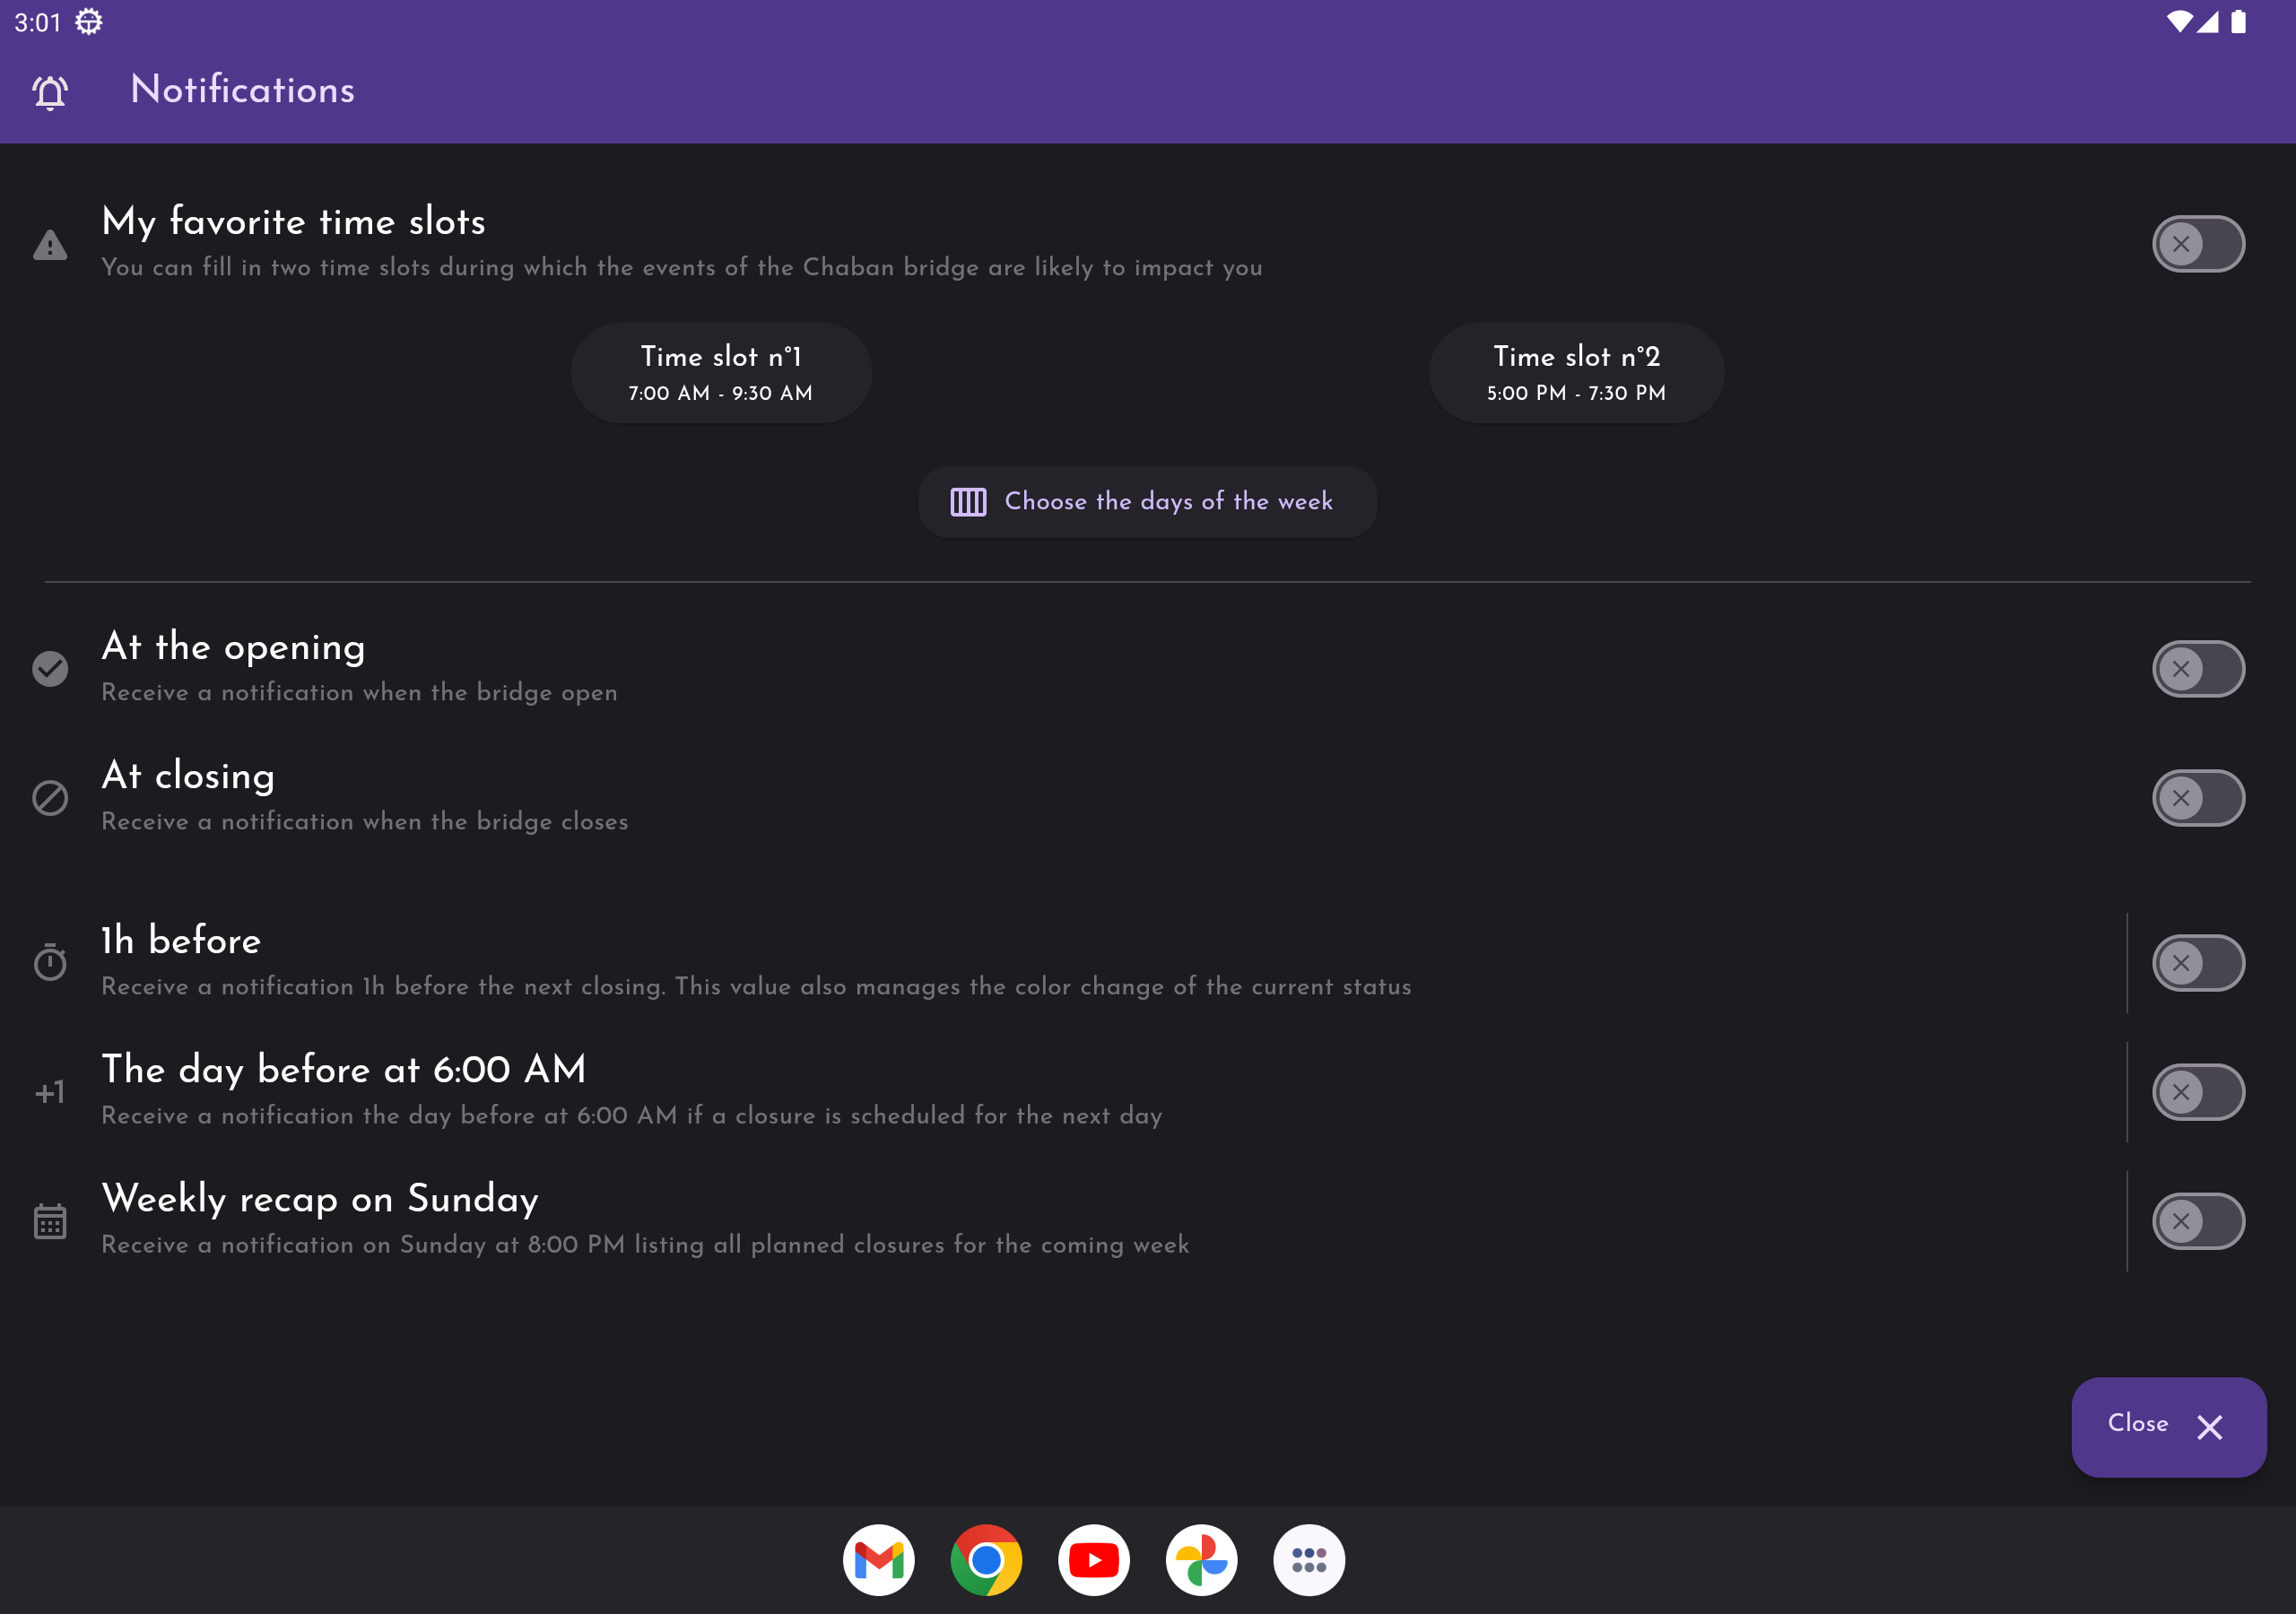 3:01
Notifications
My favorite time slots
You can fill in two time slots during which the events of the Chaban bridge are likely to impact you
Time slot n°1
7:00 AM - 9:30 AM
Time slot n°2
5:00 PM - 7:30 PM
Choose the days of the week
At the opening
Receive a notification when the bridge open
At closing
Receive a notification when the bridge closes
1h before
Receive a notification 1h before the next closing. This value also manages the color change of the current status
+1
The day before at 6:00 AM
Receive a notification the day before at 6:00 AM if a closure is scheduled for the next day
Weekly recap on Sunday
Receive a notification on Sunday at 8:00 PM listing all planned closures for the coming week
Close